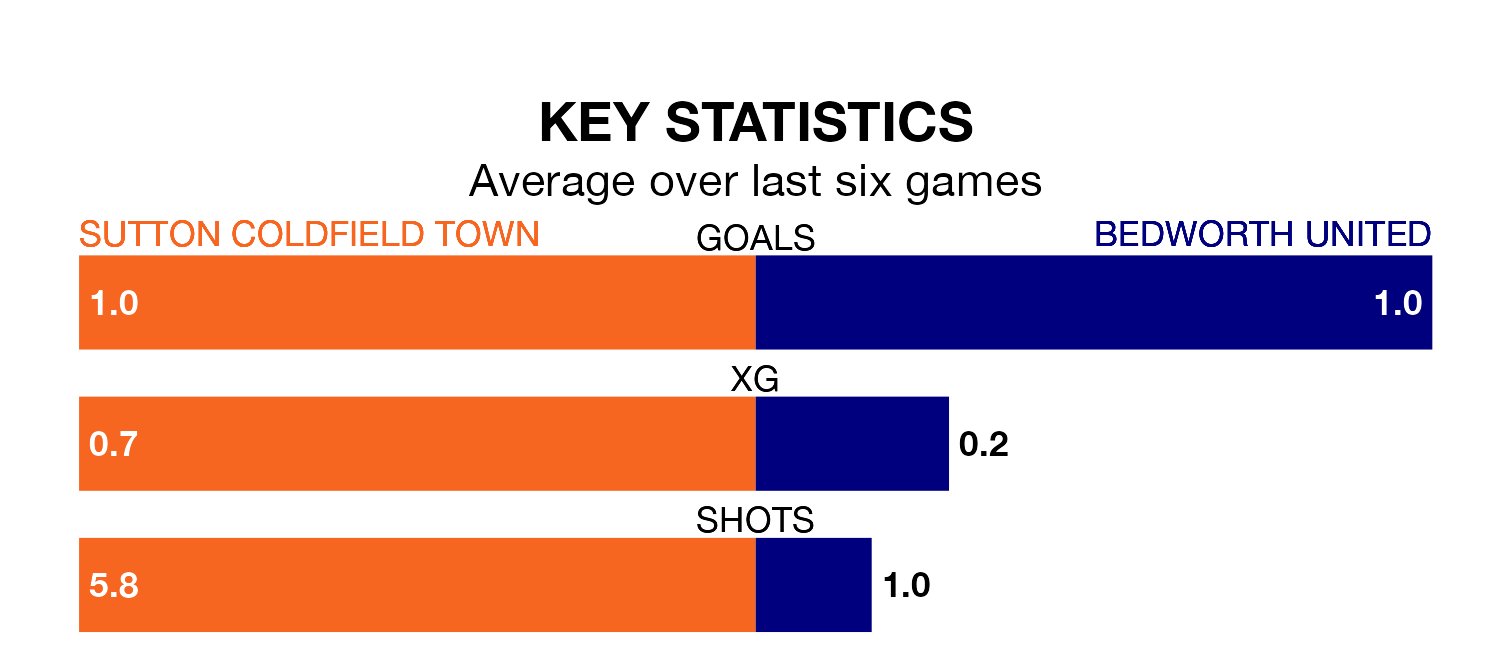 KEY STATISTICS
Average over last six games
SUTTON COLDFIELD TOWN GOALS BEDWORTH UNITED
1.0 1.0
XG
0.7 0.2
SHOTS
5.8 1.0